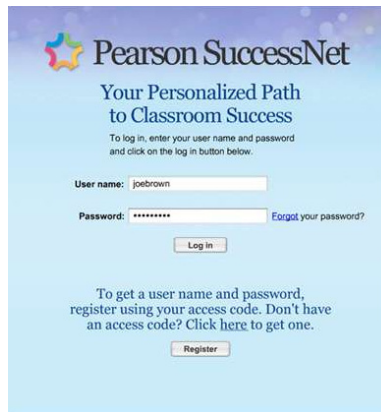 Pearson SuccessNet
Your Personalized Path
to Classroom Success
To log in, enter your user name and password
and click on the log in button below.
User name: joebrown
Password: ••••••••• Forgot your password?
Log in
To get a user name and password,
register using your access code. Don't have
an access code? Click here to get one.
Register